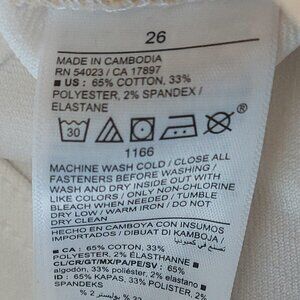 26
MADE IN CAMBODIA
RN 54023 / CA 17897
■ US : 65% COTTON, 33%
POLYESTER, 2% SPANDEX /
ELASTANE
30
®
1166
MACHINE WASH COLD / CLOSE ALL
FASTENERS BEFORE WASHING /
WASH AND DRY INSIDE OUT WITH
LIKE COLORS / ONLY NON-CHLORINE
BLEACH WHEN NEEDED / TUMBLE
DRY LOW / WARM IRON / DO NOT
DRY CLEAN
HECHO EN CAMBOYA CON INSUMOS
IMPORTADOS / DIBUAT DI KAMBOJA /
صنع في كمبوديا
■ CA : 65% COTON, 33%
POLYESTER, 2% ÉLASTHANNE ■
CL/CR/GT/MX/PA/PE/SV : 65%
algodón, 33% poliéster, 2% elastano ■
ID : 65% KAPAS, 33% POLIESTER, 2%
SPANDEKS